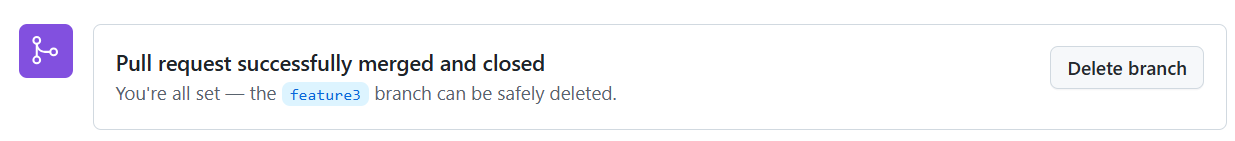 Pull request successfully merged and closed
Delete branch
You're all set — the feature3 branch can be safely deleted.